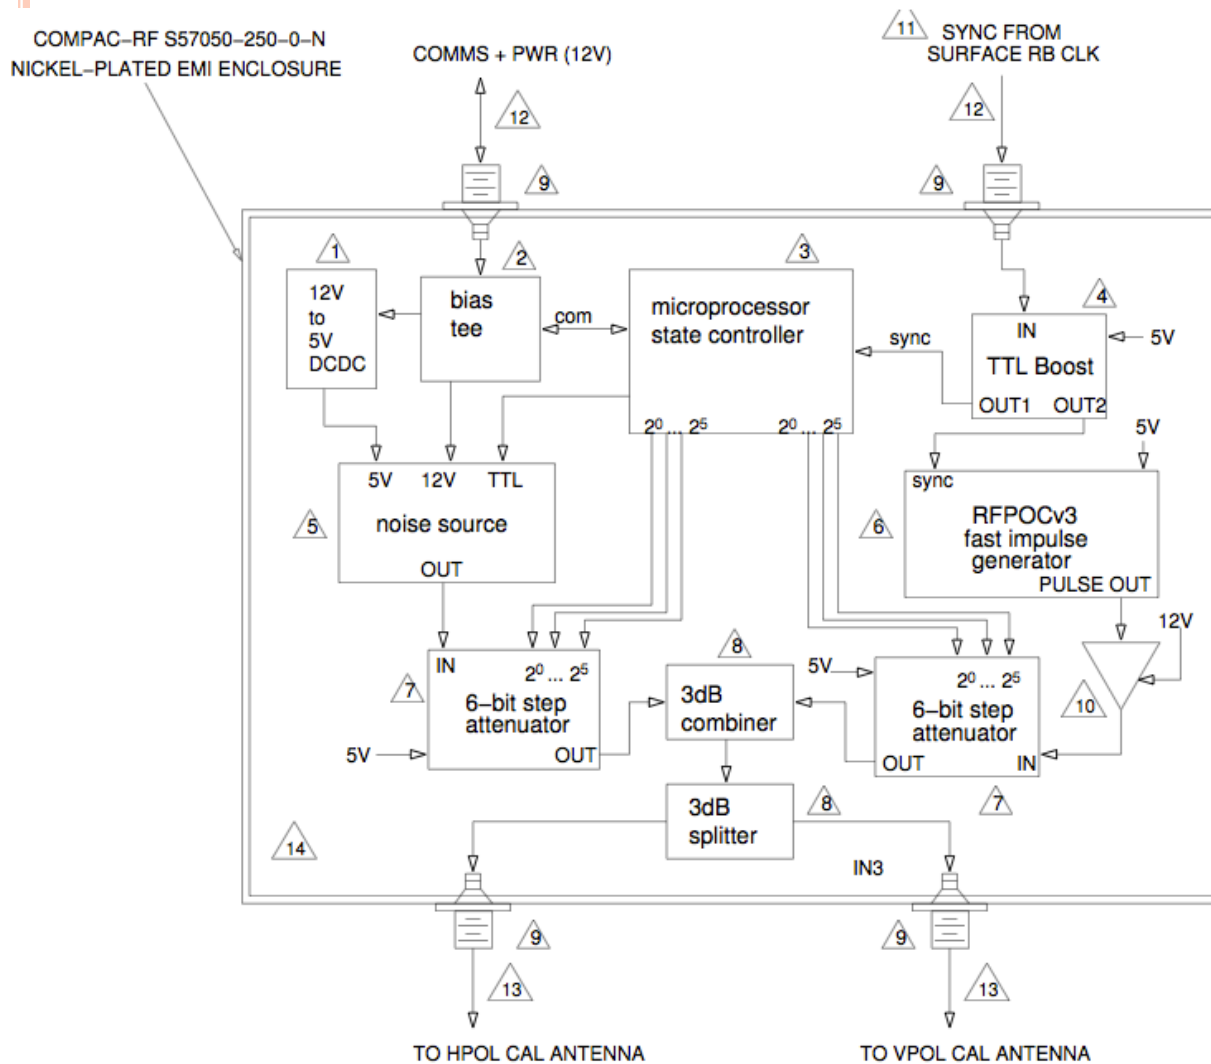 COMPAC-RF S57050-250-0-N
NICKEL-PLATED EMI ENCLOSURE
COMMS + PWR (12V)
11
SYNC FROM
SURFACE RB CLK
12
12
9
9
1
2
3
4
12V
to
5V
DCDC
bias
tee
com
microprocessor
state controller
2⁰ ... 2⁵
2⁰ ... 2⁵
sync
IN
TTL Boost
OUT1
OUT2
5V
5V
5V
12V
TTL
noise source
OUT
5
6
sync
RFPOCv3
fast impulse
generator
PULSE OUT
12V
10
IN
2⁰ ... 2⁵
6-bit step
attenuator
OUT
7
5V
8
3dB
combiner
5V
2⁰ ... 2⁵
6-bit step
attenuator
OUT
IN
7
3dB
splitter
8
14
IN3
9
9
13
13
TO HPOL CAL ANTENNA
TO VPOL CAL ANTENNA